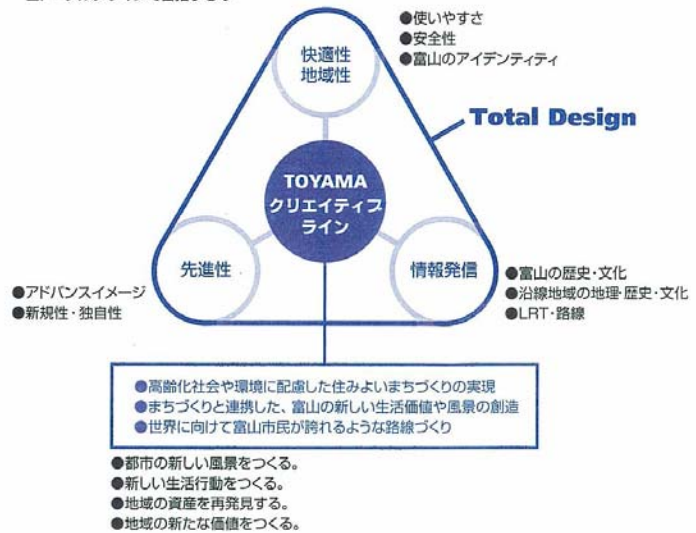 快適性
地域性
●使いやすさ
●安全性
●富山のアイデンティティ
Total Design
TOYAMA
クリエイティブ
ライン
先進性
情報発信
●アドバンスイメージ
●新規性・独自性
●富山の歴史・文化
●沿線地域の地理・歴史・文化
●LRT・路線
●高齢化社会や環境に配慮した住みよいまちづくりの実現
●まちづくりと連携した、富山の新しい生活価値や風景の創造
●世界に向けて富山市民が誇れるような路線づくり
●都市の新しい風景をつくる。
●新しい生活行動をつくる。
●地域の資産を再発見する。
●地域の新たな価値をつくる。